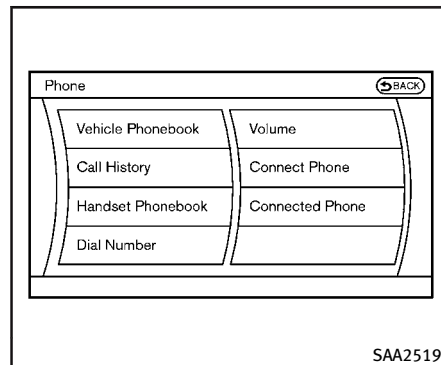 Phone
BACK
Vehicle Phonebook
Volume
Call History
Connect Phone
Handset Phonebook
Connected Phone
Dial Number
SAA2519